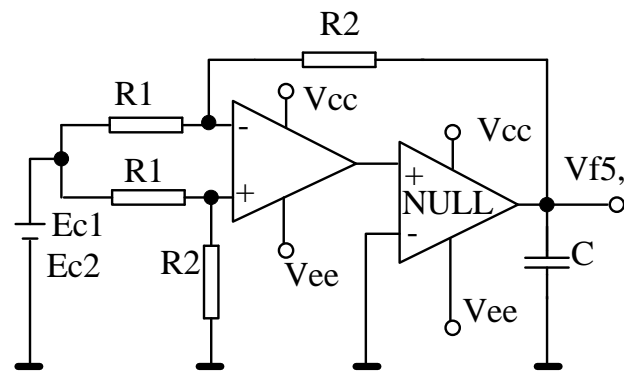 R2
R1
Vcc
-
Vcc
R1
+
+
NULL
Vf5,
-
Ec1
Ec2
R2
Vee
C
Vee